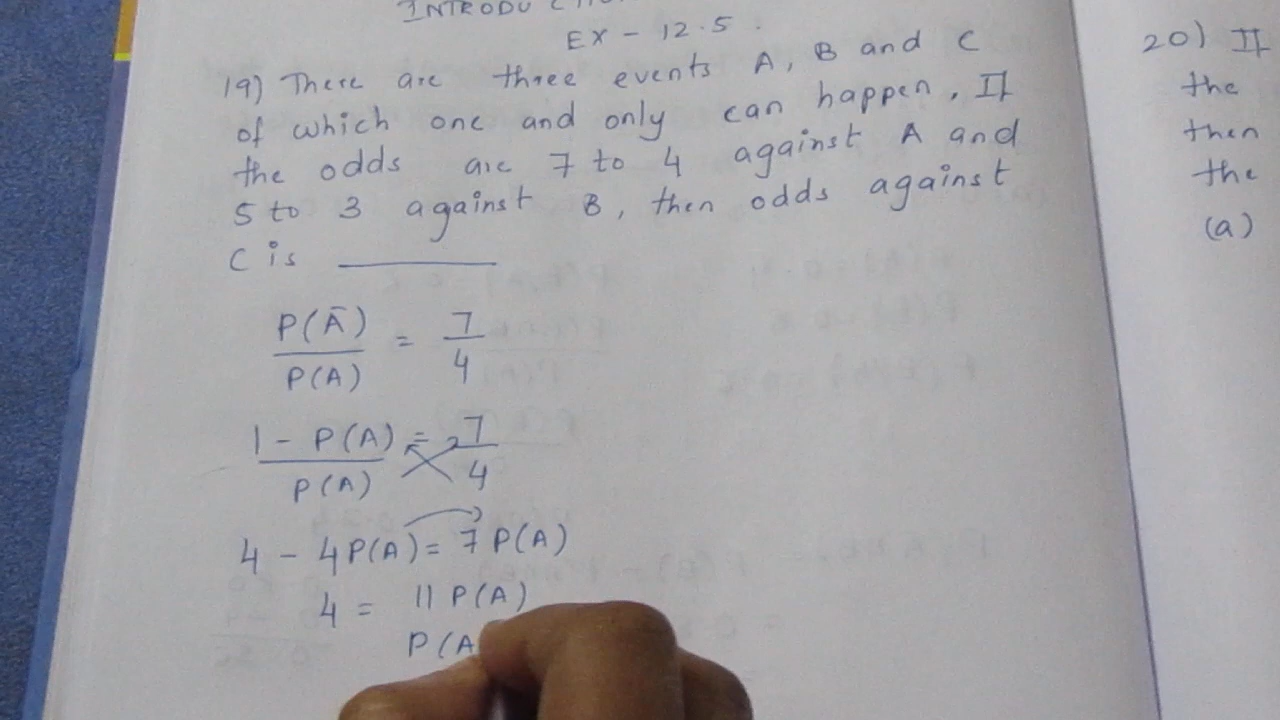 EX - 12.5.
19) There are three events A, B and C
of which one and only can happen, If
the odds are 7 to 4 against A and
5 to 3 against B, then odds against
C is ________
P(Ā)/P(A) = 7/4
1 - P(A)/P(A) = 7/4
4 - 4P(A) = 7P(A)
4 = 11 P(A)
P(A
20) If
the
then
the
(a)